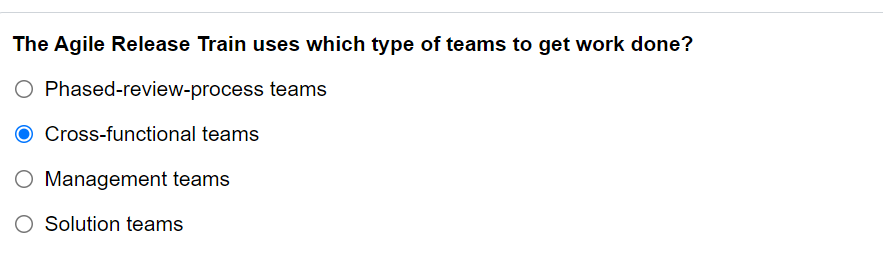 The Agile Release Train uses which type of teams to get work done?
Phased-review-process teams
Cross-functional teams
Management teams
Solution teams